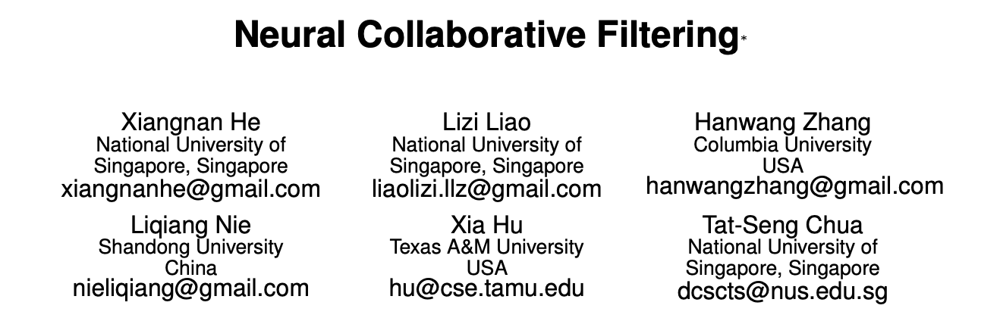 Neural Collaborative Filtering*
Xiangnan He
National University of
Singapore, Singapore
xiangnanhe@gmail.com
Lizi Liao
National University of
Singapore, Singapore
liaolizi.llz@gmail.com
Hanwang Zhang
Columbia University
USA
hanwangzhang@gmail.com
Liqiang Nie
Shandong University
China
nieliqiang@gmail.com
Xia Hu
Texas A&M University
USA
hu@cse.tamu.edu
Tat-Seng Chua
National University of
Singapore, Singapore
dcscts@nus.edu.sg